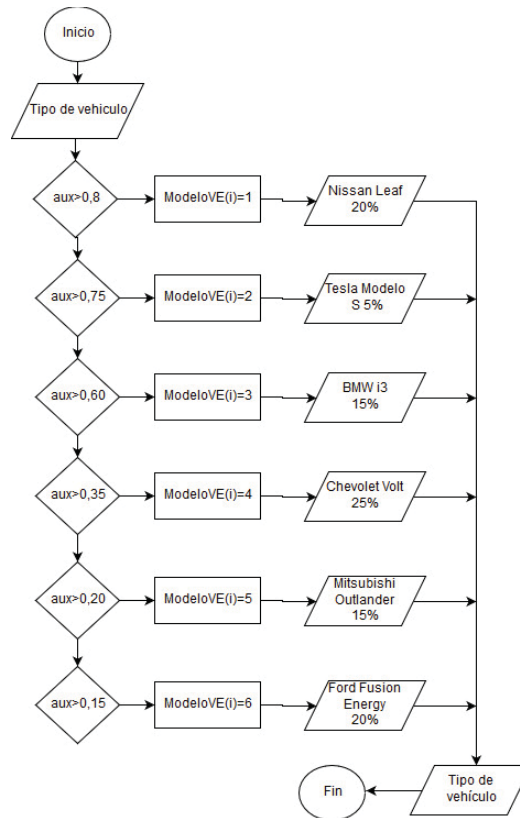 Inicio
Tipo de vehiculo
aux>0,8
ModeloVE(i)=1
Nissan Leaf
20%
aux>0,75
ModeloVE(i)=2
Tesla Modelo
S 5%
aux>0,60
ModeloVE(i)=3
BMW i3
15%
aux>0,35
ModeloVE(i)=4
Chevolet Volt
25%
aux>0,20
ModeloVE(i)=5
Mitsubishi
Outlander
15%
aux>0,15
ModeloVE(i)=6
Ford Fusion
Energy
20%
Fin
Tipo de
vehículo